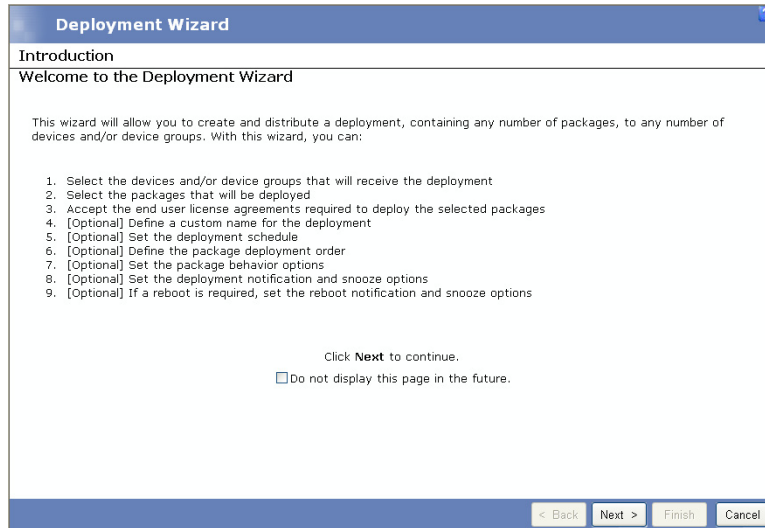 Deployment Wizard
Introduction
Welcome to the Deployment Wizard
This wizard will allow you to create and distribute a deployment, containing any number of packages, to any number of
devices and/or device groups. With this wizard, you can:
1. Select the devices and/or device groups that will receive the deployment
2. Select the packages that will be deployed
3. Accept the end user license agreements required to deploy the selected packages
4. [Optional] Define a custom name for the deployment
5. [Optional] Set the deployment schedule
6. [Optional] Define the package deployment order
7. [Optional] Set the package behavior options
8. [Optional] Set the deployment notification and snooze options
9. [Optional] If a reboot is required, set the reboot notification and snooze options
Click Next to continue.
Do not display this page in the future.
< Back Next > Finish Cancel